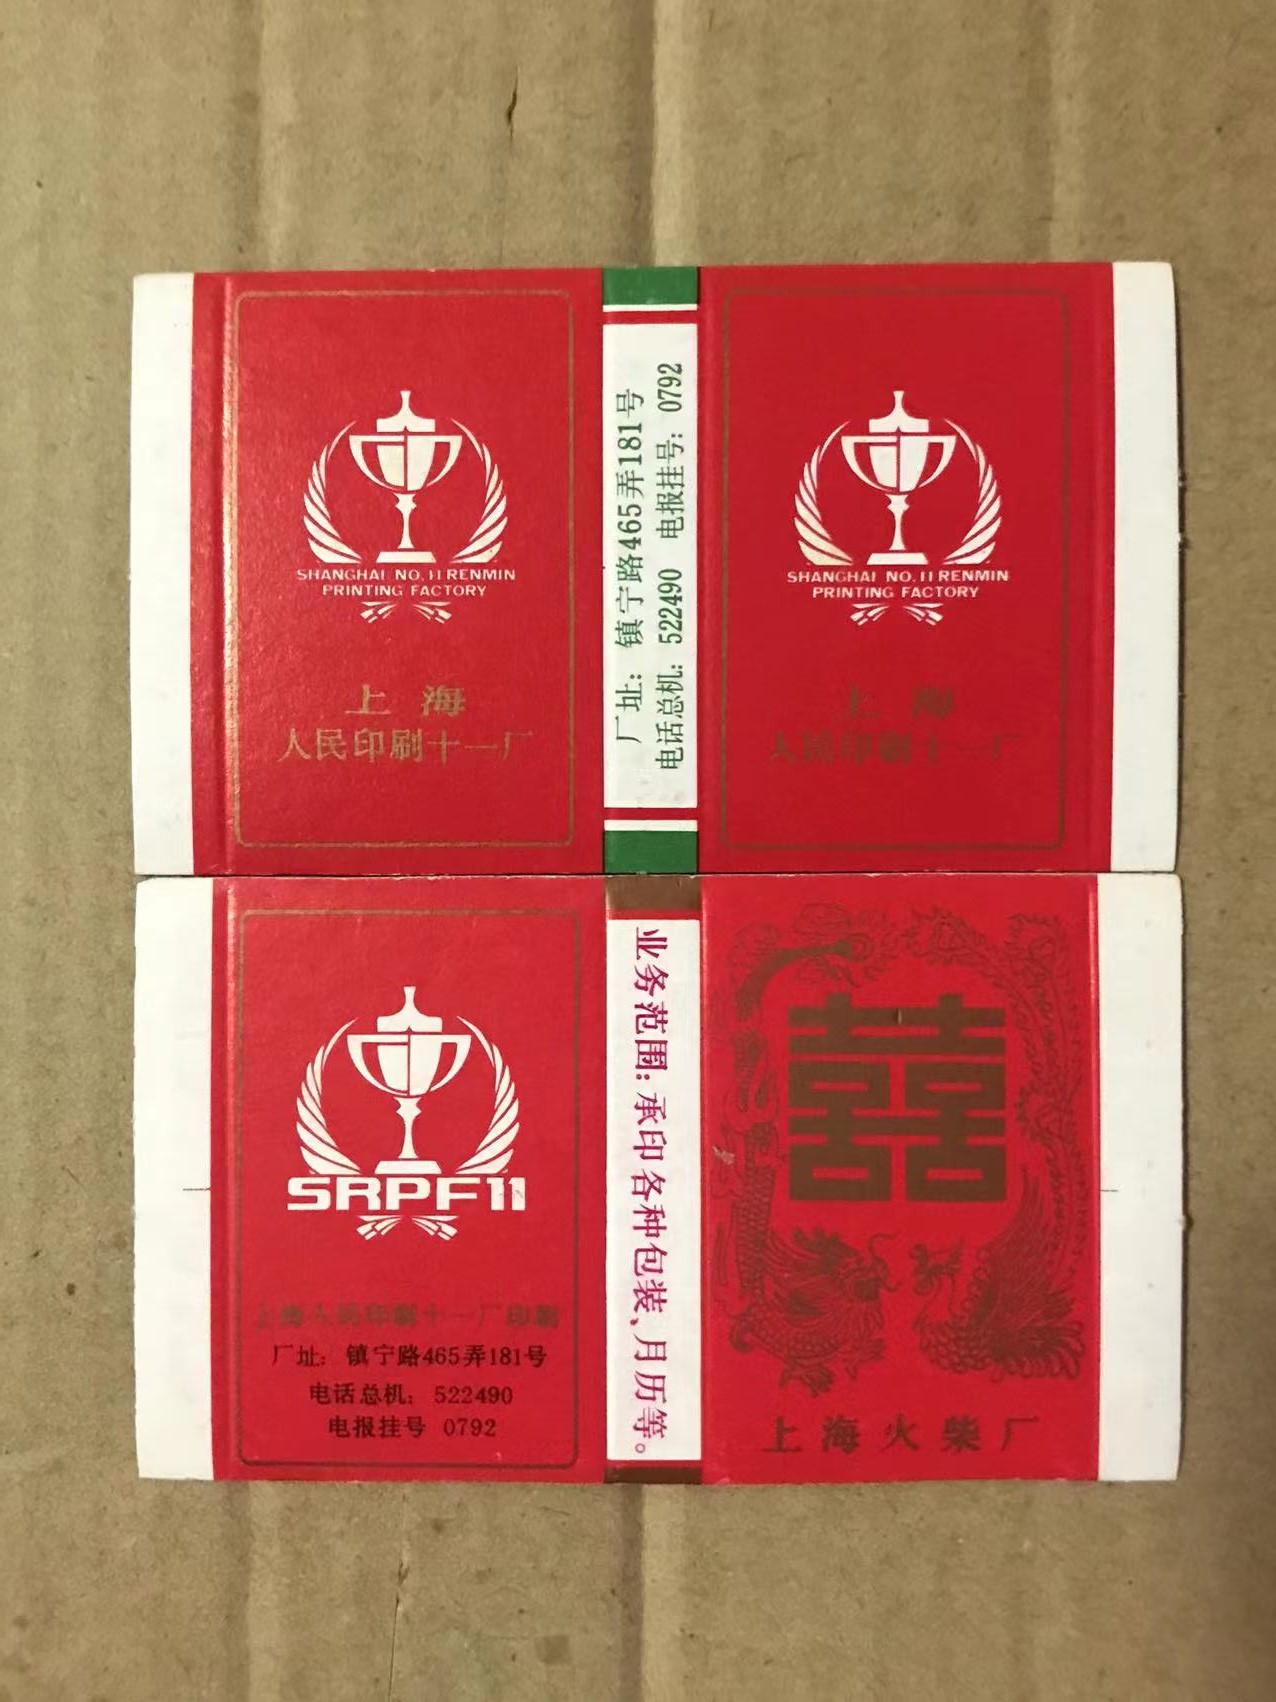 SHANGHAI NO.11 RENMIN
PRINTING FACTORY
上海
人民印刷十一厂
厂址：镇宁路465弄181号
电话总机：522490 电报挂号：0792
SHANGHAI NO.11 RENMIN
PRINTING FACTORY
上海
人民印刷十一厂
SRPF11
上海人民印刷十一厂印刷
厂址：镇宁路465弄181号
电话总机：522490
电报挂号 0792
业务范围：承印各种包装、月历等。
囍
上海火柴厂